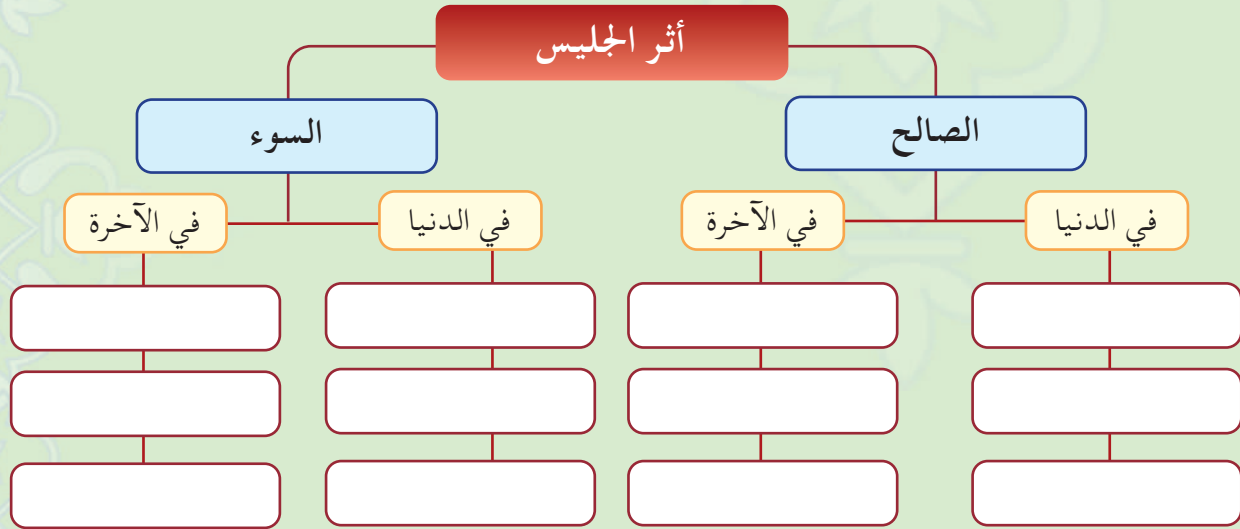 أثر الجليس
الصالح
السوء
في الدنيا
في الآخرة
في الدنيا
في الآخرة